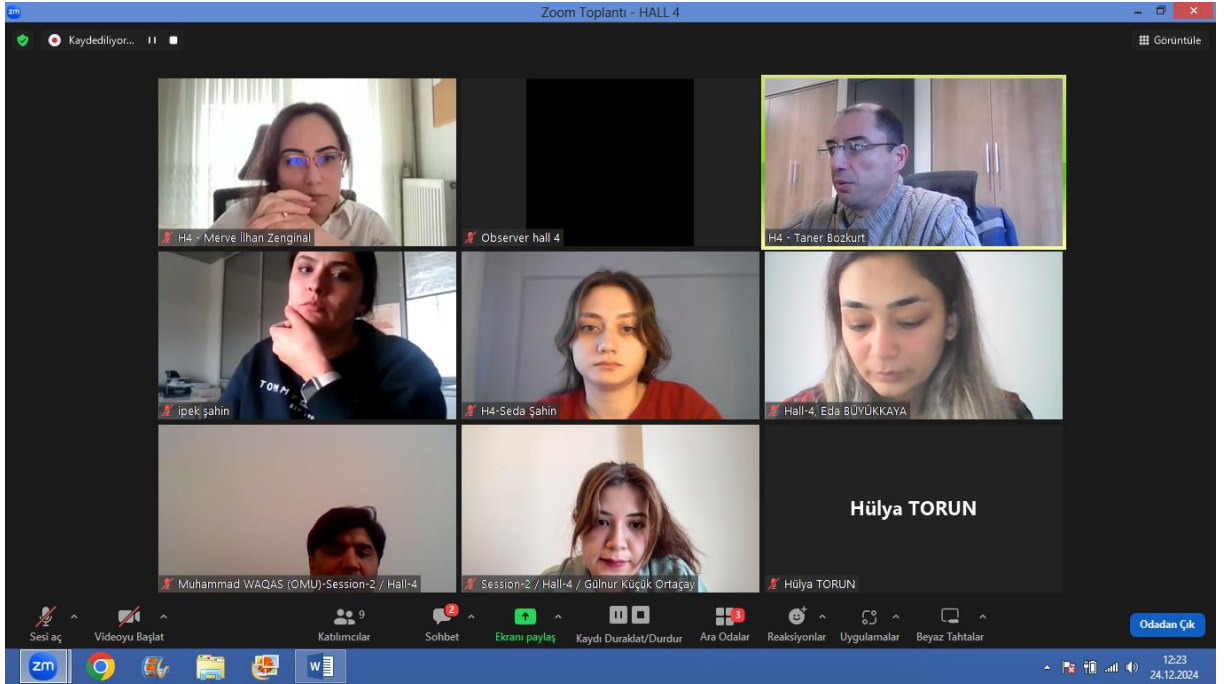 zm
Zoom Toplantı - HALL 4
Kaydediliyor...
Görüntüle
H4 - Merve İlhan Zenginal
Observer hall 4
H4 - Taner Bozkurt
TOMM
ipek şahin
H4-Seda Şahin
Hall-4, Eda BÜYÜKKAYA
Hülya TORUN
Muhammad WAQAS (OMU)-Session-2 / Hall-4
Session-2 / Hall-4 / Gülnur Küçük Ortaçay
Hülya TORUN
9
2
3
Sesi aç
Videoyu Başlat
Katılımcılar
Sohbet
Ekranı paylaş
Kaydı Duraklat/Durdur
Ara Odalar
Reaksiyonlar
Uygulamalar
Beyaz Tahtalar
Odadan Çık
zm
W
12:23
24.12.2024